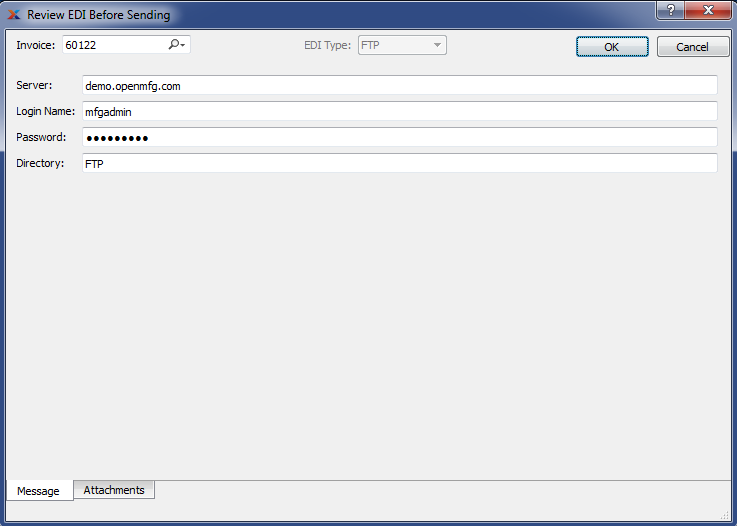 Review EDI Before Sending
Invoice: 60122 EDI Type: FTP OK Cancel
Server: demo.openmfg.com
Login Name: mfgadmin
Password: ●●●●●●●●●
Directory: FTP
Message Attachments